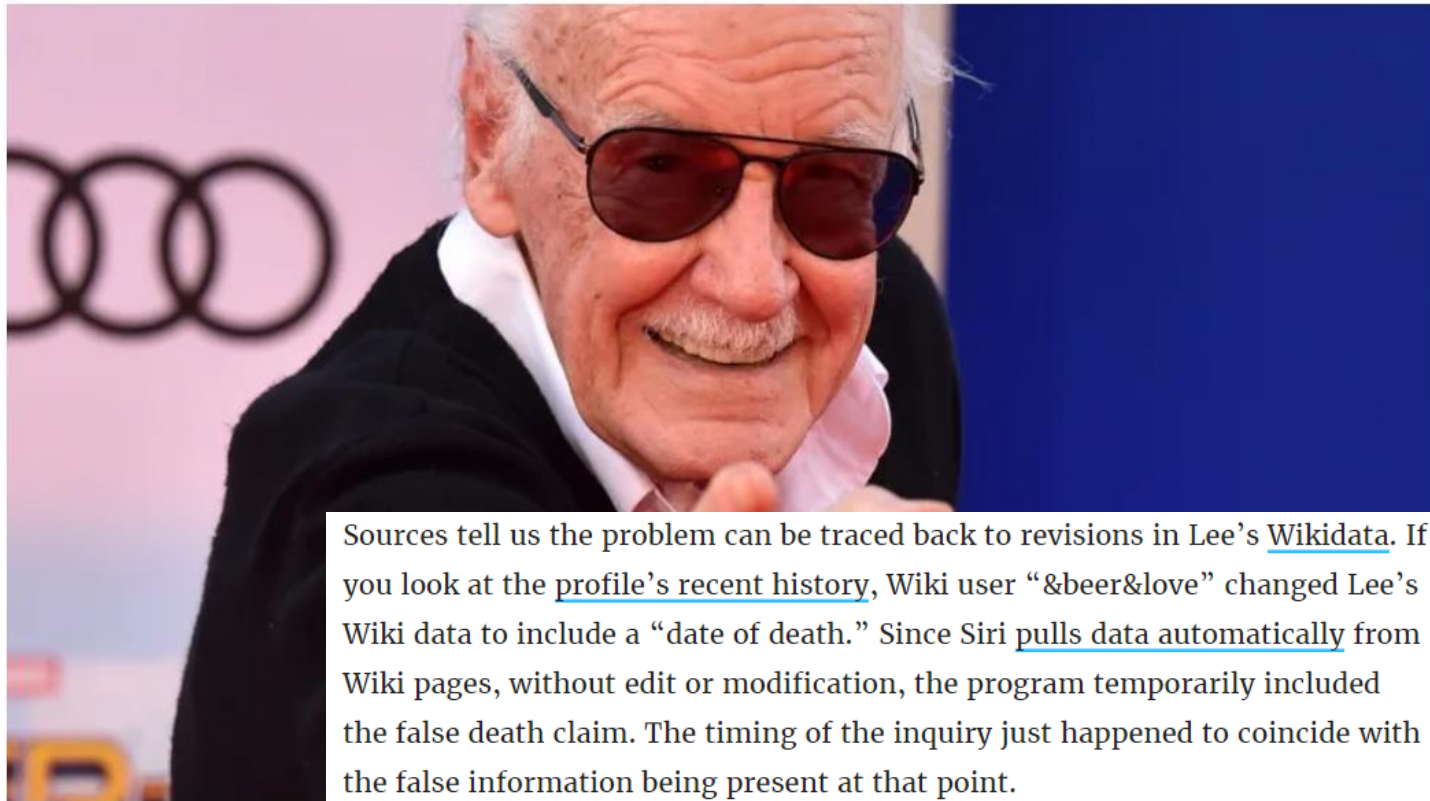 Sources tell us the problem can be traced back to revisions in Lee’s Wikidata. If
you look at the profile’s recent history, Wiki user “&beer&love” changed Lee’s
Wiki data to include a “date of death.” Since Siri pulls data automatically from
Wiki pages, without edit or modification, the program temporarily included
the false death claim. The timing of the inquiry just happened to coincide with
the false information being present at that point.